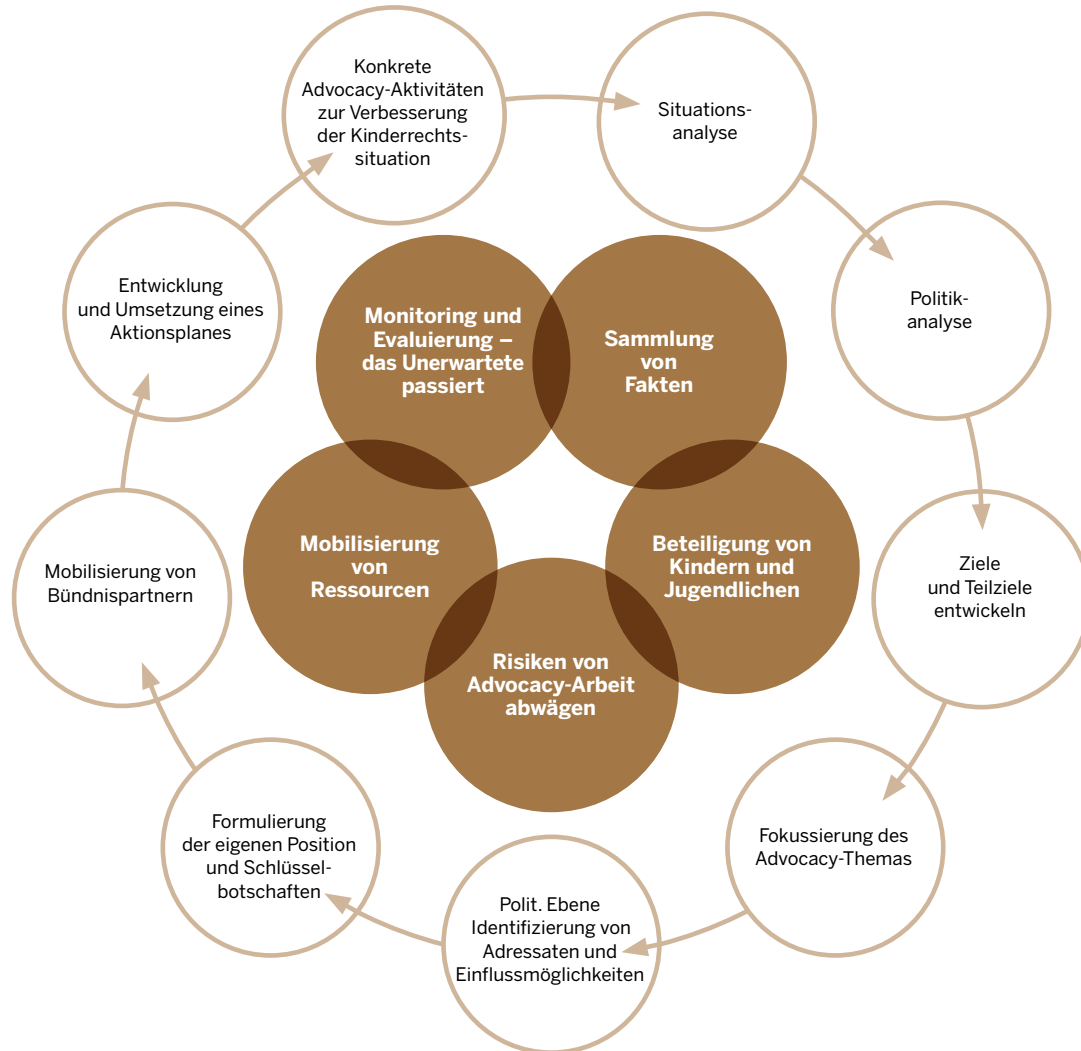 Konkrete
Advocacy-Aktivitäten
zur Verbesserung
der Kinderrechts-
situation
Situations-
analyse
Politik-
analyse
Ziele
und Teilziele
entwickeln
Fokussierung des
Advocacy-Themas
Polit. Ebene
Identifizierung von
Adressaten und
Einflussmöglichkeiten
Formulierung
der eigenen Position
und Schlüssel-
botschaften
Mobilisierung von
Bündnispartnern
Entwicklung
und Umsetzung eines
Aktionsplanes
Monitoring und
Evaluierung –
das Unerwartete
passiert
Sammlung
von
Fakten
Beteiligung von
Kindern und
Jugendlichen
Risiken von
Advocacy-Arbeit
abwägen
Mobilisierung
von
Ressourcen